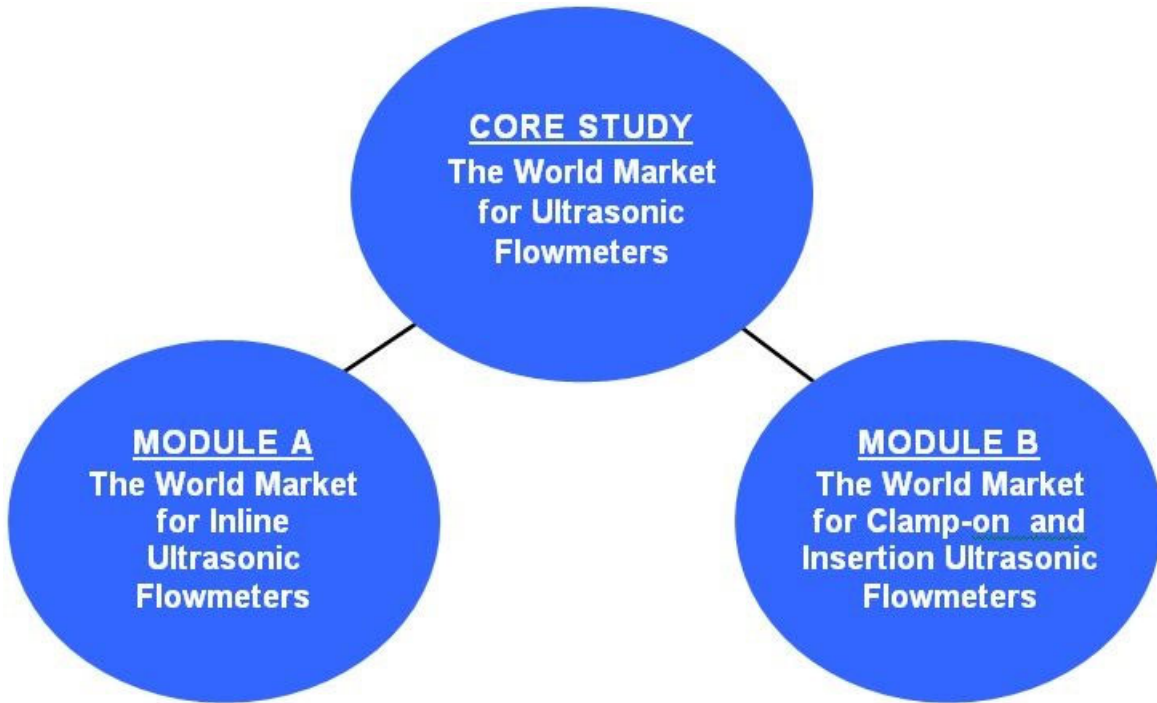 CORE STUDY
The World Market
for Ultrasonic
Flowmeters
MODULE A
The World Market
for Inline
Ultrasonic
Flowmeters
MODULE B
The World Market
for Clamp-on and
Insertion Ultrasonic
Flowmeters